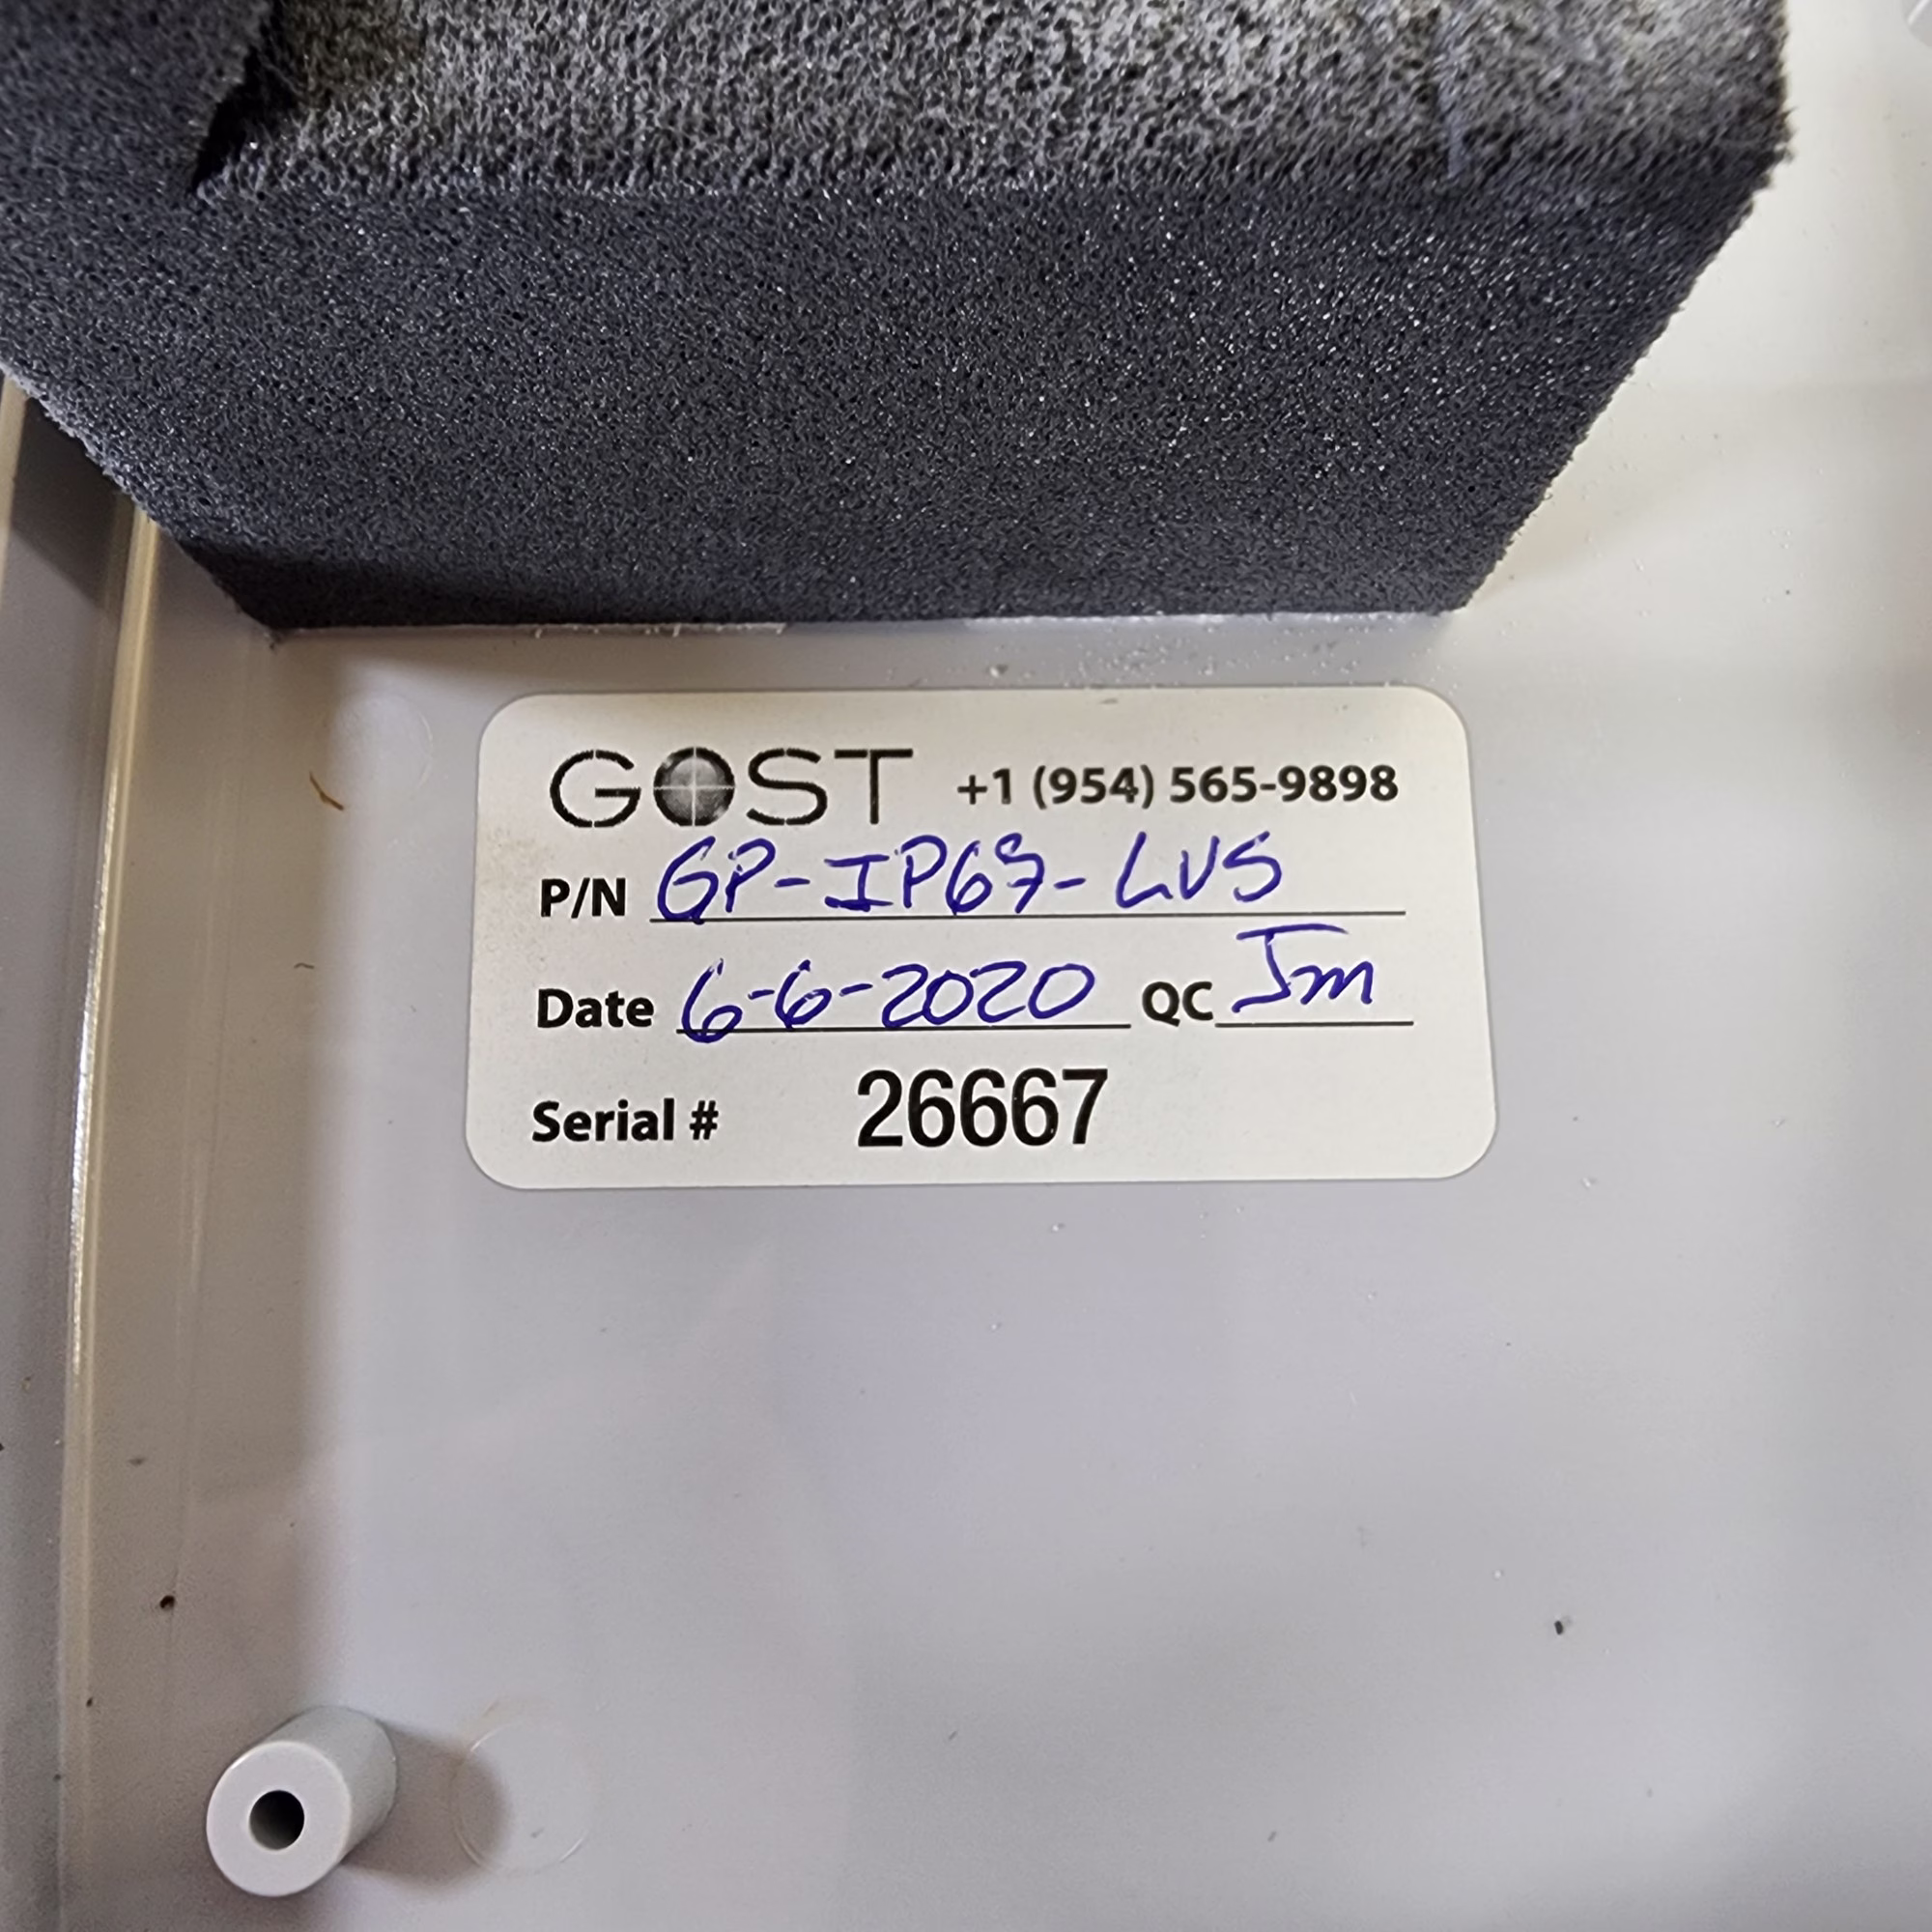 GOST +1 (954) 565-9898
P/N GP-IP67-LVS
Date 6-6-2020 QC Jm
Serial # 26667